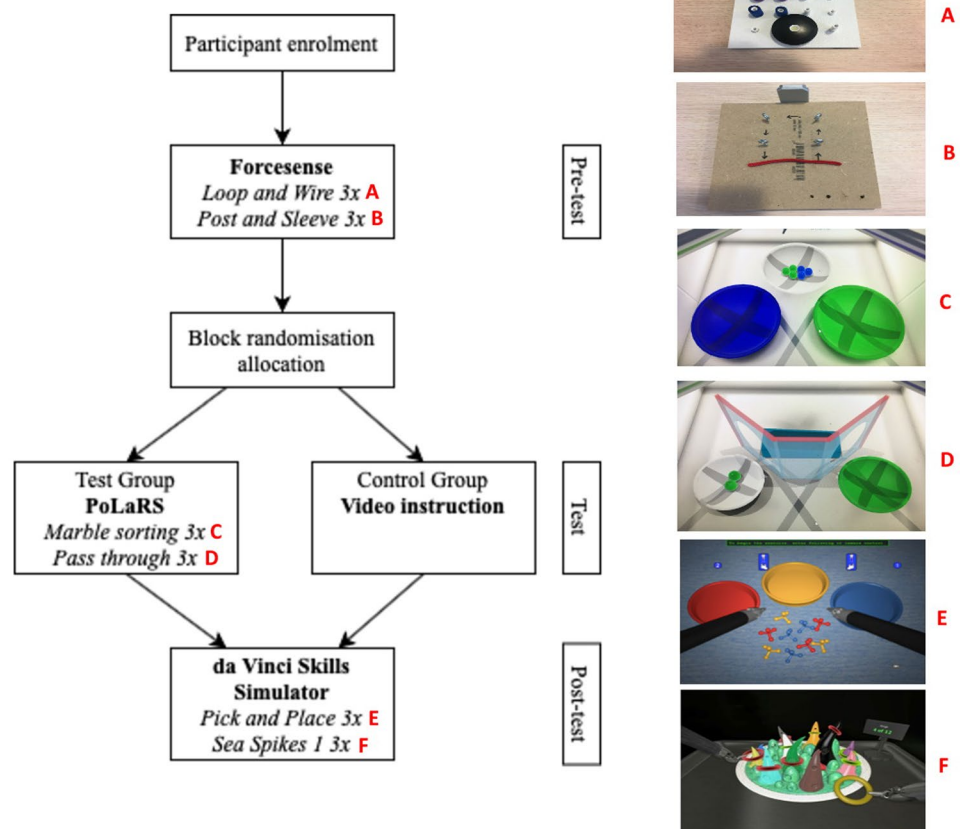 Participant enrolment
Forcesense
Loop and Wire 3x A
Post and Sleeve 3x B
Pre-test
Block randomisation
allocation
Test Group
PoLaRS
Marble sorting 3x C
Pass through 3x D
Control Group
Video instruction
Test
da Vinci Skills
Simulator
Pick and Place 3x E
Sea Spikes 1 3x F
Post-test
A
B
C
D
E
F